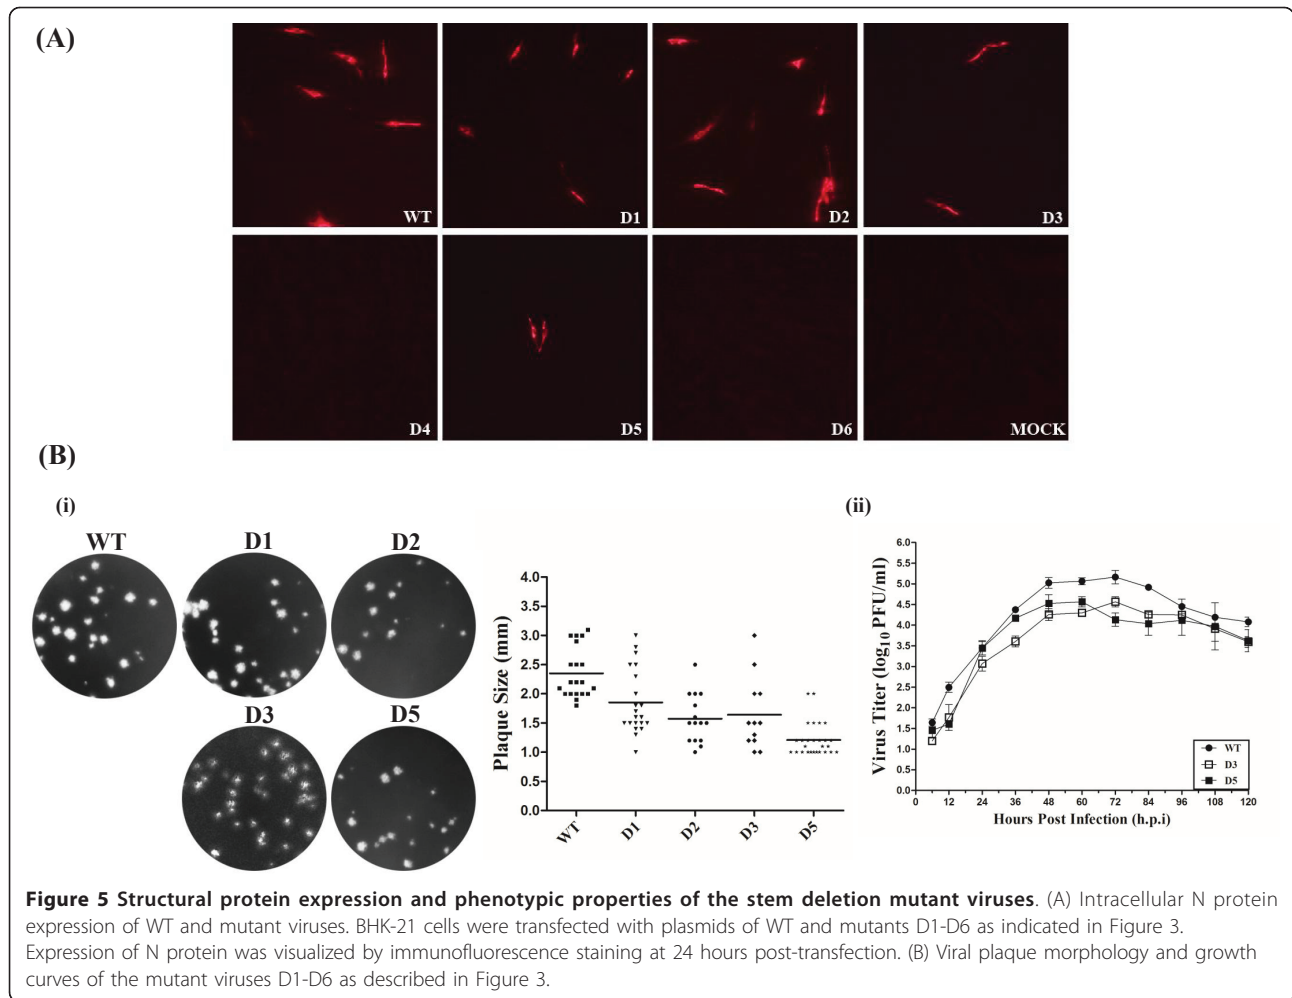 (A)
WT
D1
D2
D3
D4
D5
D6
MOCK
(B)
(i)
WT
D1
D2
D3
D5
Plaque Size (mm)
4.0
3.5
3.0
2.5
2.0
1.5
1.0
0.5
0.0
WT
D1
D2
D3
D5
(ii)
Virus Titer (log10 PFU/ml)
6.0
5.5
5.0
4.5
4.0
3.5
3.0
2.5
2.0
1.5
1.0
0.5
0.0
0 12 24 36 48 60 72 84 96 108 120
Hours Post Infection (h.p.i)
WT
D3
D5
Figure 5 Structural protein expression and phenotypic properties of the stem deletion mutant viruses. (A) Intracellular N protein
expression of WT and mutant viruses. BHK-21 cells were transfected with plasmids of WT and mutants D1-D6 as indicated in Figure 3.
Expression of N protein was visualized by immunofluorescence staining at 24 hours post-transfection. (B) Viral plaque morphology and growth
curves of the mutant viruses D1-D6 as described in Figure 3.